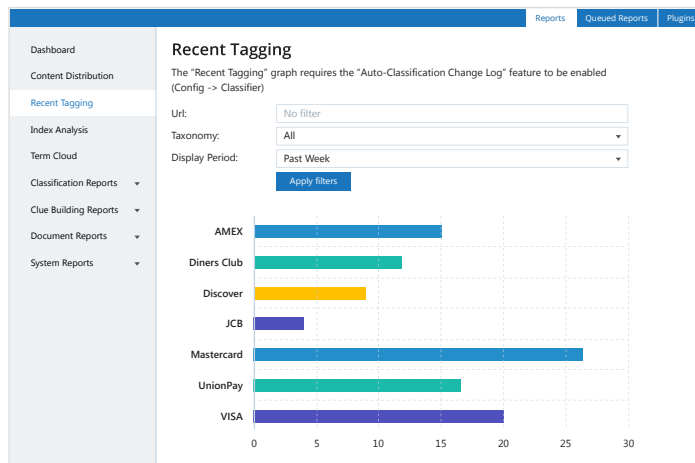 Reports Queued Reports Plugins
Dashboard
Content Distribution
Recent Tagging
Index Analysis
Term Cloud
Classification Reports
Clue Building Reports
Document Reports
System Reports
Recent Tagging
The “Recent Tagging” graph requires the “Auto-Classification Change Log” feature to be enabled
(Config -> Classifier)
Url: No filter
Taxonomy: All
Display Period: Past Week
Apply filters
AMEX
Diners Club
Discover
JCB
Mastercard
UnionPay
VISA
0 5 10 15 20 25 30